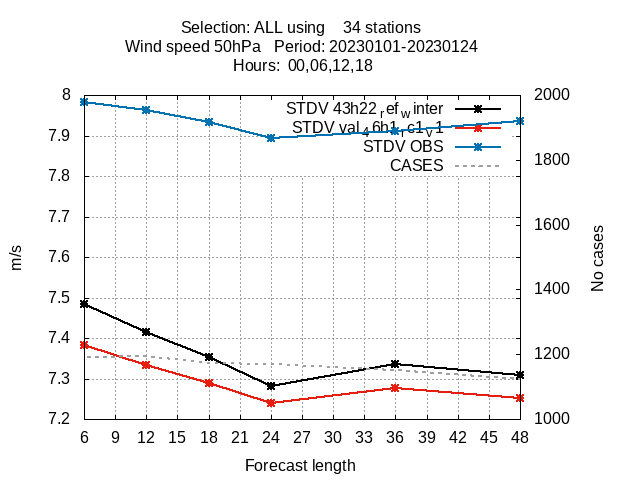 Selection: ALL using    34 stations
Wind speed 50hPa   Period: 20230101-20230124
Hours:  00,06,12,18
8 STDV 43h22_ref_winter 2000
STDV val_46h1_rc1_v1
7.9 STDV OBS
CASES 1800
7.8
7.7
7.6 1600
m/s No cases
7.5 1400
7.4
1200
7.3
7.2 1000
6 9 12 15 18 21 24 27 30 33 36 39 42 45 48
Forecast length